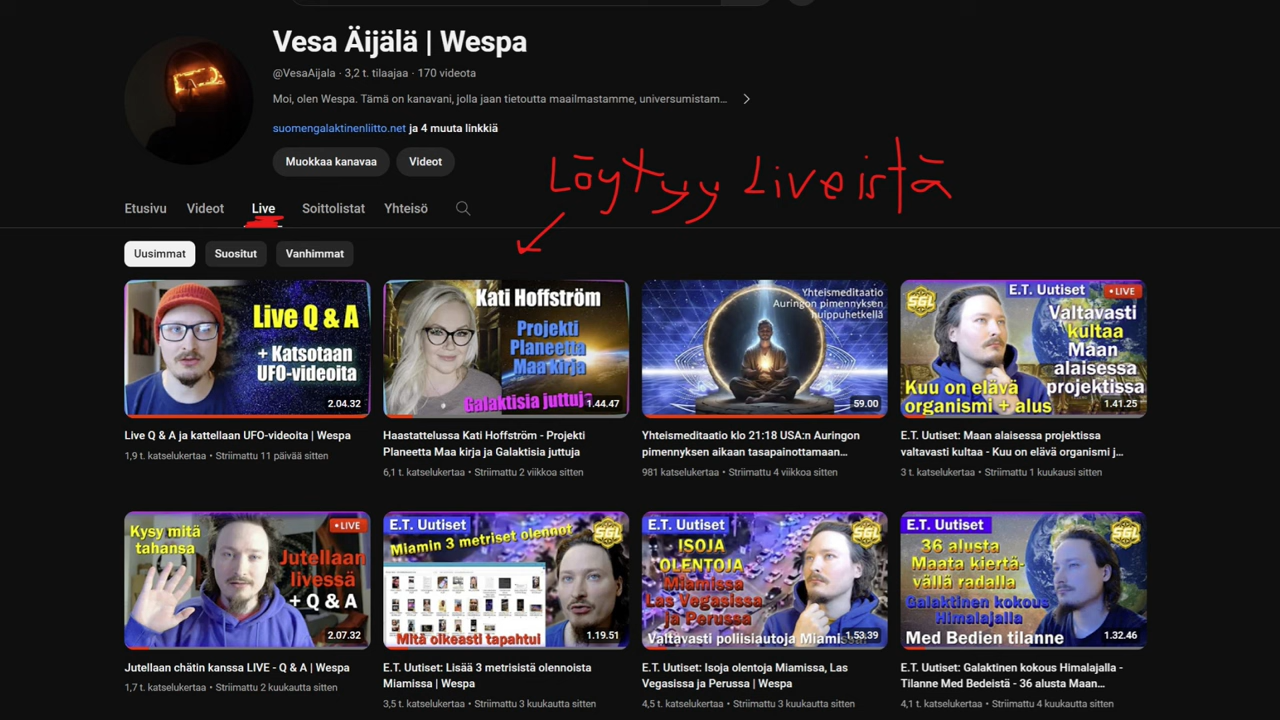 Vesa Äijälä | Wespa
@VesaAijala · 3,2 t. tilaajaa · 170 videota
Moi, olen Wespa. Tämä on kanavani, jolla jaan tietoutta maailmastamme, universumistam…
suomengalaktinenliitto.net ja 4 muuta linkkiä
Muokkaa kanavaa Videot
Löytyy Liveistä
Etusivu Videot Live Soittolistat Yhteisö
Uusimmat Suositut Vanhimmat
Live Q & A
+ Katsotaan
UFO-videoita
2.04.32
Kati Hoffström
Projekti
Planeetta
Maa kirja
Galaktisia juttuja
1.44.47
Yhteismeditaatio
Auringon pimennyksen
huippuhetkellä
59.00
SGL
E.T. Uutiset
LIVE
Valtavasti
kultaa
Maan
alaisessa
projektissa
Kuu on elävä
organismi + alus
1.41.25
Live Q & A ja kattellaan UFO-videoita | Wespa
1,9 t. katselukertaa • Striimattu 11 päivää sitten
Haastattelussa Kati Hoffström - Projekti
Planeetta Maa kirja ja Galaktisia juttuja
6,1 t. katselukertaa • Striimattu 2 viikkoa sitten
Yhteismeditaatio klo 21:18 USA:n Auringon
pimennyksen aikaan tasapainottamaan…
981 katselukertaa • Striimattu 4 viikkoa sitten
E.T. Uutiset: Maan alaisessa projektissa
valtavasti kultaa - Kuu on elävä organismi j…
3 t. katselukertaa • Striimattu 1 kuukausi sitten
Kysy mitä
tahansa
LIVE
Jutellaan
livessä
+ Q & A
2.07.32
E.T. Uutiset
SGL
Miamin 3 metriset olennot
Mitä oikeasti tapahtui
1.19.51
E.T. Uutiset
SGL
ISOJA
OLENTOJA
Miamissa
Las Vegasissa
ja Perussa
Valtavasti poliisiautoja Miamissa
1.53.39
E.T. Uutiset
SGL
36 alusta
Maata kiertä-
vällä radalla
Galaktinen kokous
Himalajalla
Med Bedien tilanne
1.32.46
Jutellaan chätin kanssa LIVE - Q & A | Wespa
1,7 t. katselukertaa • Striimattu 2 kuukautta sitten
E.T. Uutiset: Lisää 3 metrisistä olennoista
Miamissa | Wespa
3,5 t. katselukertaa • Striimattu 3 kuukautta sitten
E.T. Uutiset: Isoja olentoja Miamissa, Las
Vegasissa ja Perussa | Wespa
4,5 t. katselukertaa • Striimattu 3 kuukautta sitten
E.T. Uutiset: Galaktinen kokous Himalajalla -
Tilanne Med Bedeistä - 36 alusta Maan…
4,1 t. katselukertaa • Striimattu 4 kuukautta sitten